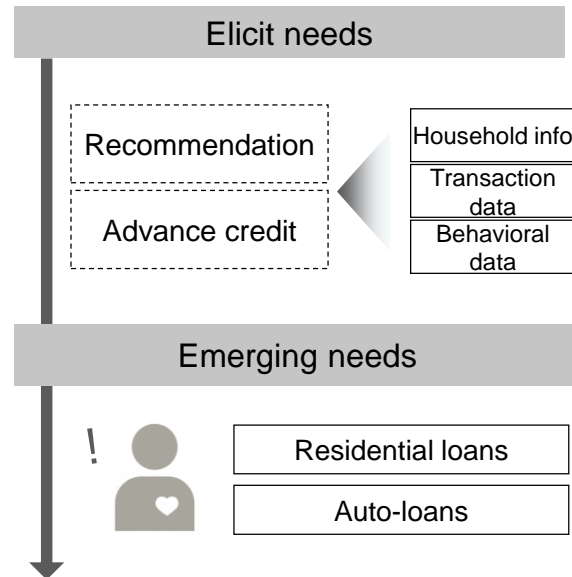 Elicit needs
Recommendation
Advance credit
Household info
Transaction
data
Behavioral
data
Emerging needs
!
Residential loans
Auto-loans